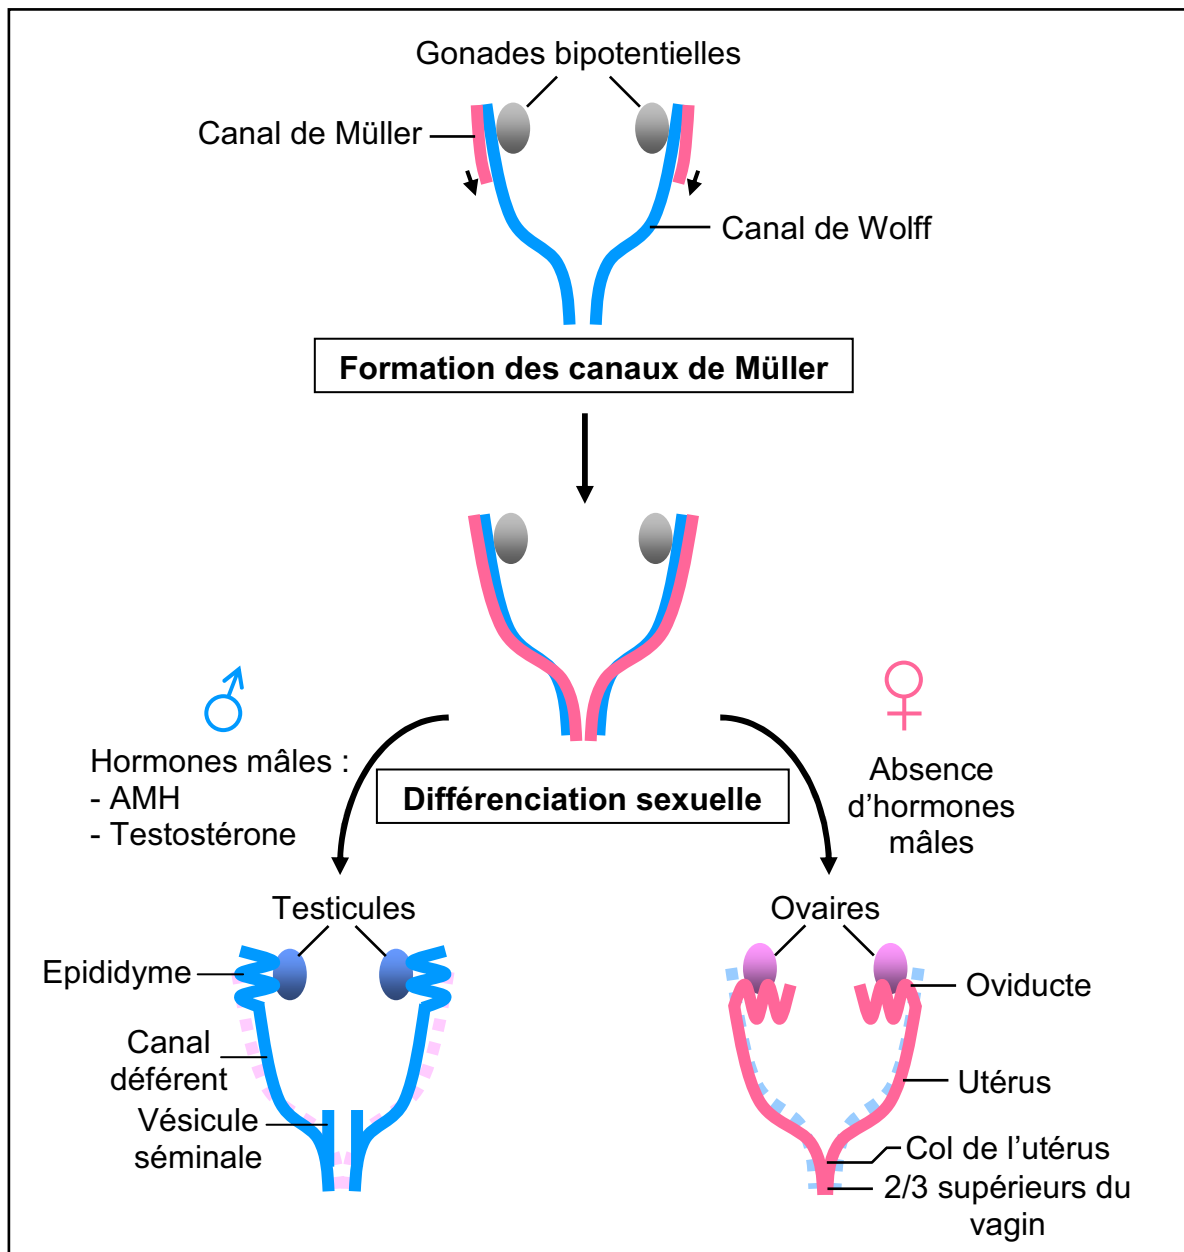 Gonades bipotentielles
Canal de Müller
Canal de Wolff
Formation des canaux de Müller
♂
♀
Hormones mâles :
- AMH
- Testostérone
Différenciation sexuelle
Absence
d’hormones
mâles
Testicules
Ovaires
Epididyme
Oviducte
Canal
déférent
Utérus
Vésicule
séminale
Col de l’utérus
2/3 supérieurs du
vagin